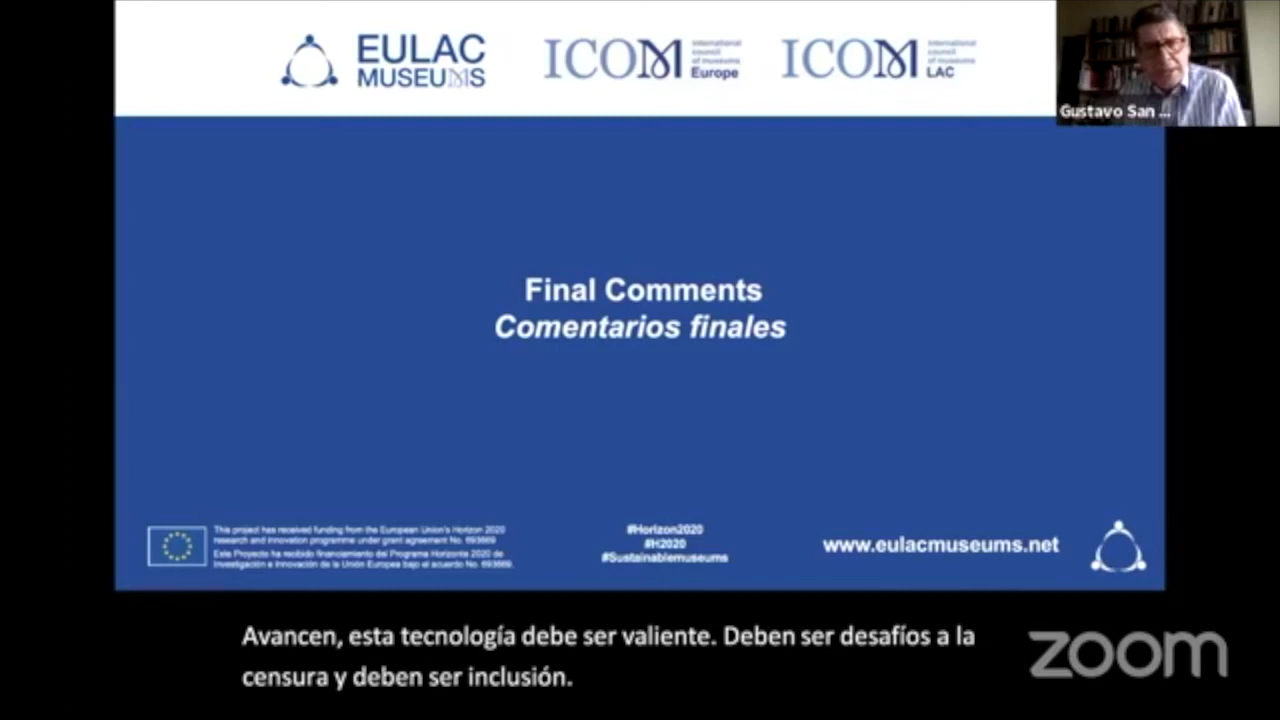 EULAC
MUSEUMS
ICOM
international
council
of museums
Europe
ICOM
international
council
of museums
LAC
Gustavo San ...
Final Comments
Comentarios finales
This project has received funding from the European Union's Horizon 2020
research and innovation programme under grant agreement No. 693669
Este Proyecto ha recibido financiamiento del Programa Horizonte 2020 de
Investigación e Innovación de la Unión Europea bajo el acuerdo No. 693669.
#Horizon2020
#H2020
#Sustainablemuseums
www.eulacmuseums.net
Avancen, esta tecnología debe ser valiente. Deben ser desafíos a la
censura y deben ser inclusión.
zoom